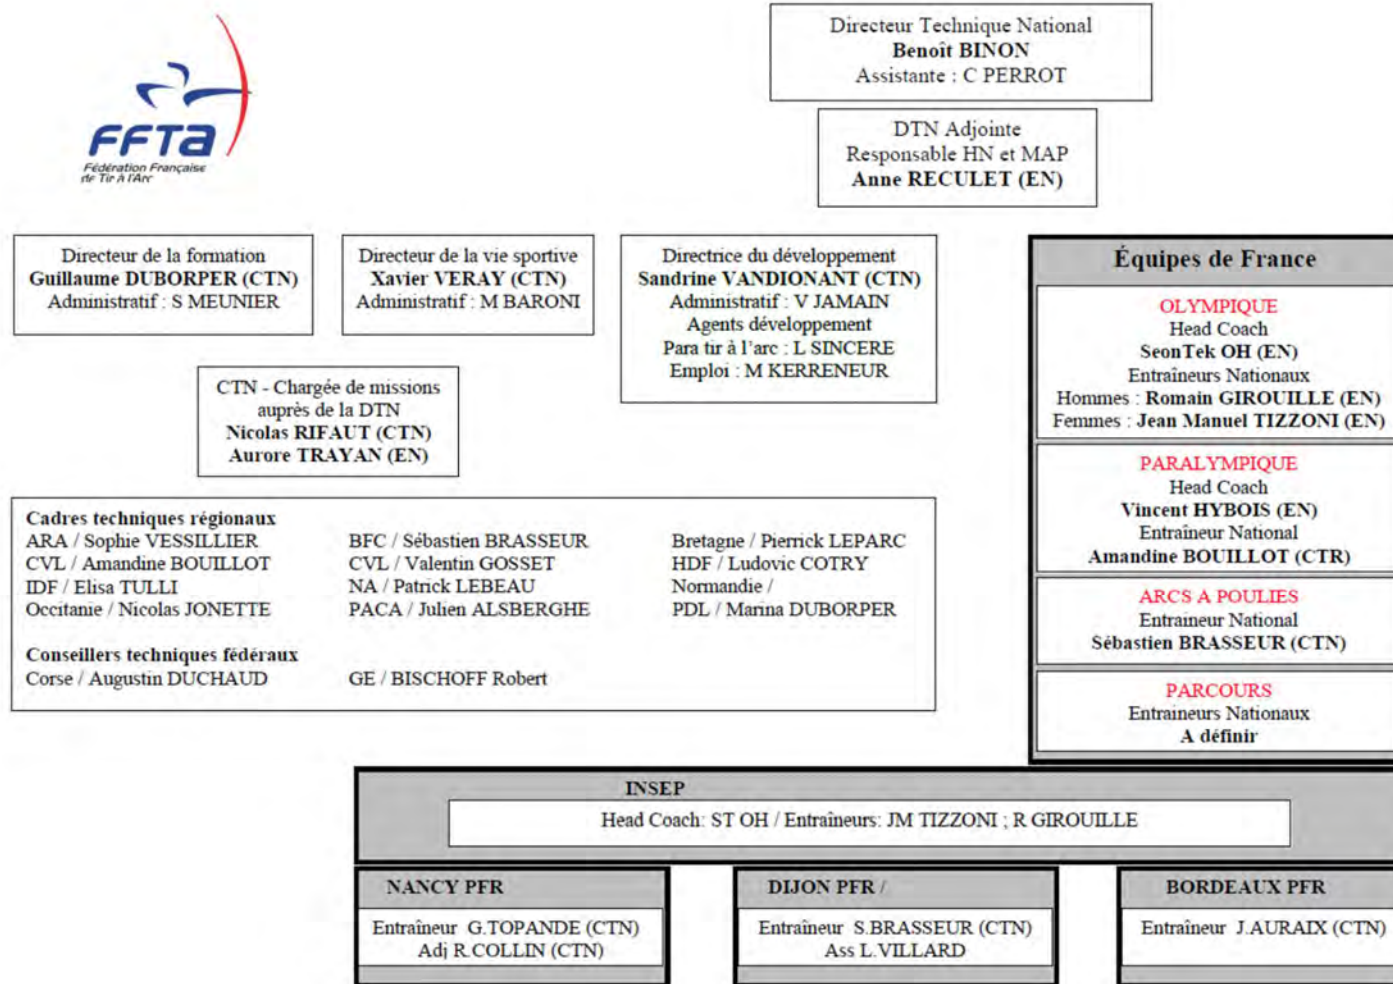 Directeur Technique National
Benoît BINON
Assistante : C PERROT
FFTa
Fédération Française
de Tir à l'Arc
DTN Adjointe
Responsable HN et MAP
Anne RECULET (EN)
Directeur de la formation
Guillaume DUBORPER (CTN)
Administratif : S MEUNIER
Directeur de la vie sportive
Xavier VERAY (CTN)
Administratif : M BARONI
Directrice du développement
Sandrine VANDIONANT (CTN)
Administratif : V JAMAIN
Agents développement
Para tir à l'arc : L SINCERE
Emploi : M KERRENEUR
CTN - Chargée de missions
auprès de la DTN
Nicolas RIFAUT (CTN)
Aurore TRAYAN (EN)
Équipes de France
OLYMPIQUE
Head Coach
SeonTek OH (EN)
Entraîneurs Nationaux
Hommes : Romain GIROUILLE (EN)
Femmes : Jean Manuel TIZZONI (EN)
PARALYMPIQUE
Head Coach
Vincent HYBOIS (EN)
Entraîneur National
Amandine BOUILLOT (CTR)
ARCS A POULIES
Entraineur National
Sébastien BRASSEUR (CTN)
PARCOURS
Entraineurs Nationaux
A définir
Cadres techniques régionaux
ARA / Sophie VESSILLIER BFC / Sébastien BRASSEUR Bretagne / Pierrick LEPARC
CVL / Amandine BOUILLOT CVL / Valentin GOSSET HDF / Ludovic COTRY
IDF / Elisa TULLI NA / Patrick LEBEAU Normandie /
Occitanie / Nicolas JONETTE PACA / Julien ALSBERGHE PDL / Marina DUBORPER
Conseillers techniques fédéraux
Corse / Augustin DUCHAUD GE / BISCHOFF Robert
INSEP
Head Coach: ST OH / Entraîneurs: JM TIZZONI ; R GIROUILLE
NANCY PFR
Entraîneur G.TOPANDE (CTN)
Adj R.COLLIN (CTN)
DIJON PFR /
Entraîneur S.BRASSEUR (CTN)
Ass L.VILLARD
BORDEAUX PFR
Entraîneur J.AURAIX (CTN)